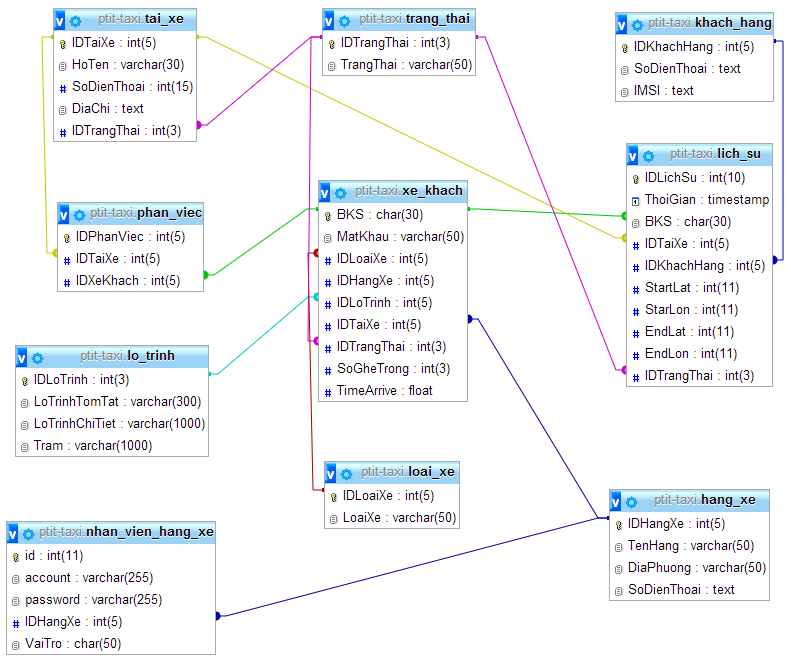 ptit-taxi.tai_xe
IDTaiXe : int(5)
HoTen : varchar(30)
SoDienThoai : int(15)
DiaChi : text
IDTrangThai : int(3)
ptit-taxi.trang_thai
IDTrangThai : int(3)
TrangThai : varchar(50)
ptit-taxi.khach_hang
IDKhachHang : int(5)
SoDienThoai : text
IMSI : text
ptit-taxi.lich_su
IDLichSu : int(10)
ThoiGian : timestamp
BKS : char(30)
IDTaiXe : int(5)
IDKhachHang : int(5)
StartLat : int(11)
StarLon : int(11)
EndLat : int(11)
EndLon : int(11)
IDTrangThai : int(3)
ptit-taxi.phan_viec
IDPhanViec : int(5)
IDTaiXe : int(5)
IDXeKhach : int(5)
ptit-taxi.xe_khach
BKS : char(30)
MatKhau : varchar(50)
IDLoaiXe : int(5)
IDHangXe : int(5)
IDLoTrinh : int(5)
IDTaiXe : int(5)
IDTrangThai : int(3)
SoGheTrong : int(3)
TimeArrive : float
ptit-taxi.lo_trinh
IDLoTrinh : int(3)
LoTrinhTomTat : varchar(300)
LoTrinhChiTiet : varchar(1000)
Tram : varchar(1000)
ptit-taxi.loai_xe
IDLoaiXe : int(5)
LoaiXe : varchar(50)
ptit-taxi.hang_xe
IDHangXe : int(5)
TenHang : varchar(50)
DiaPhuong : varchar(50)
SoDienThoai : text
ptit-taxi.nhan_vien_hang_xe
id : int(11)
account : varchar(255)
password : varchar(255)
IDHangXe : int(5)
VaiTro : char(50)